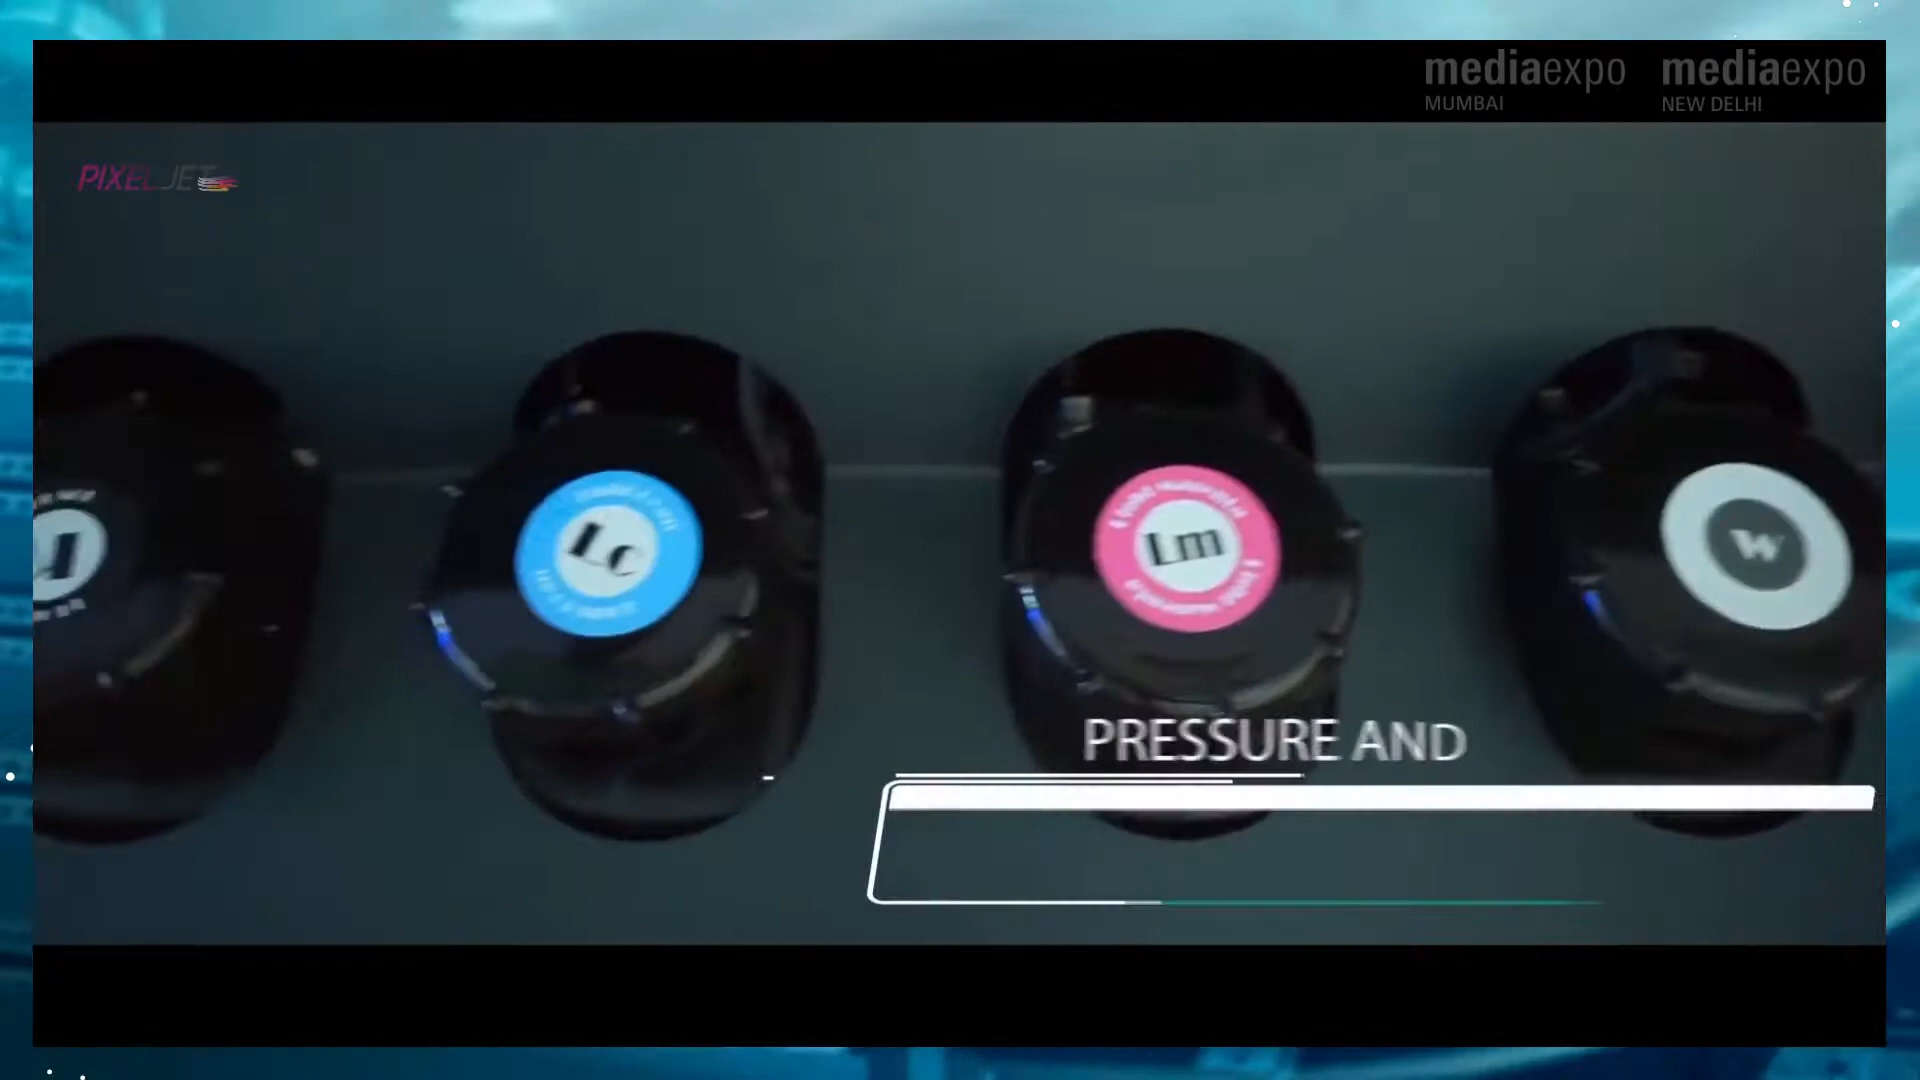 mediaexpo
MUMBAI
mediaexpo
NEW DELHI
PIXELJET
Lc
Lm
W
PRESSURE AND